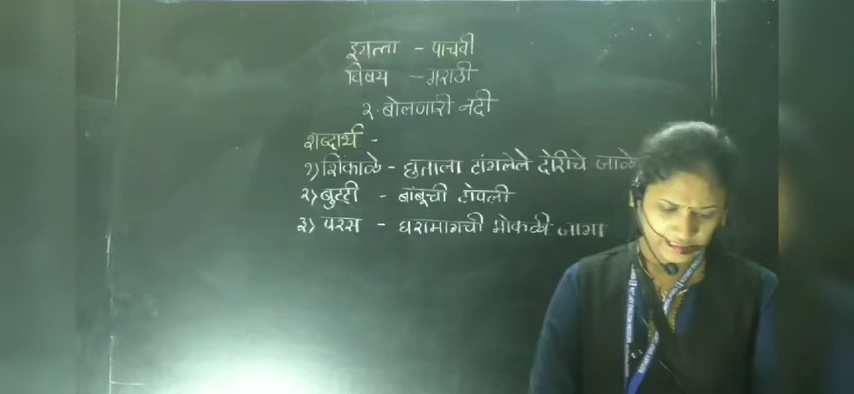 इयत्ता - पाचवी
विषय - मराठी
२. बोलणारी नदी
शब्दार्थ -
१) शिंकाळे - छताला टांगलेले दोरीचे जाळे
२) बुट्टी - बांबूची टोपली
३) परस - घरामागची मोकळी जागा